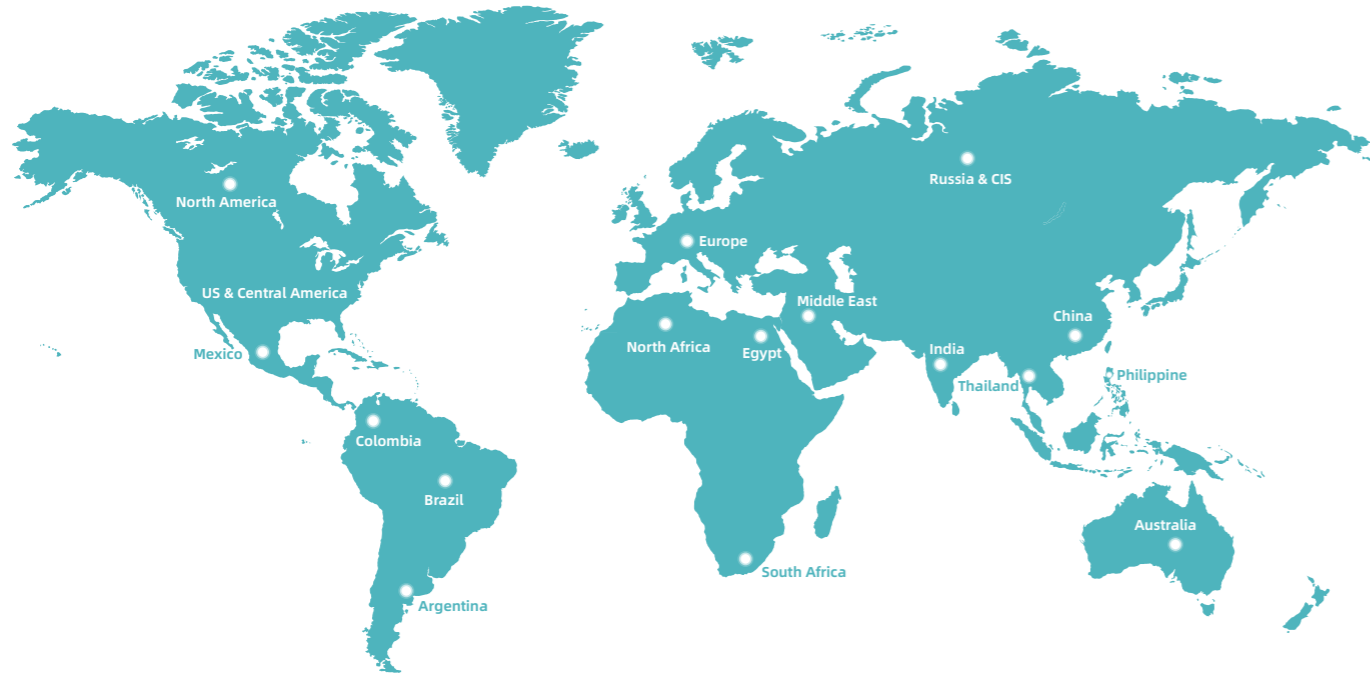 Russia & CIS
North America
Europe
US & Central America
Middle East
China
North Africa
Egypt
India
Mexico
Philippine
Thailand
Colombia
Brazil
Australia
South Africa
Argentina